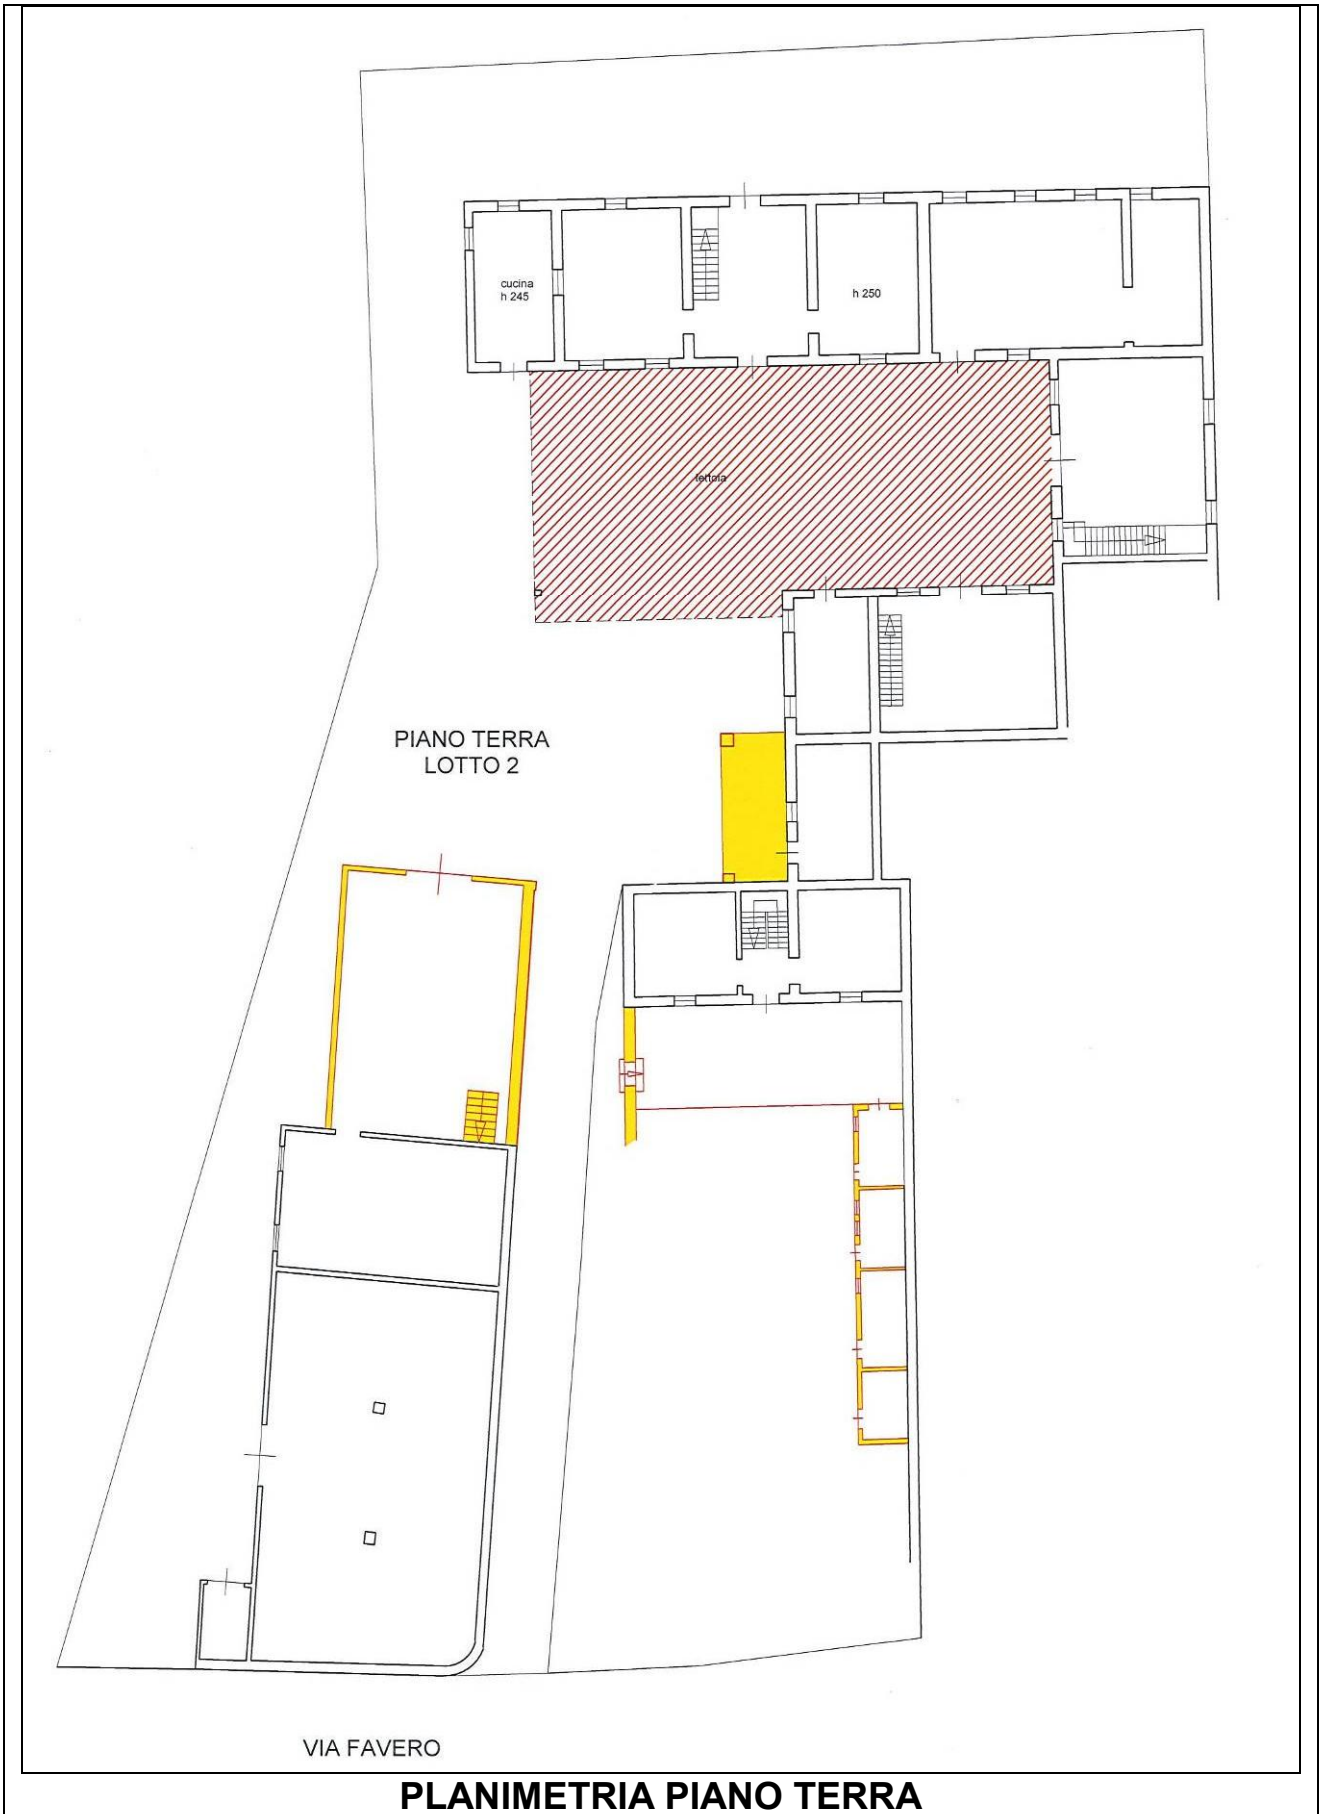 cucina
h 245
h 250
tettoia
PIANO TERRA
LOTTO 2
VIA FAVERO
PLANIMETRIA PIANO TERRA